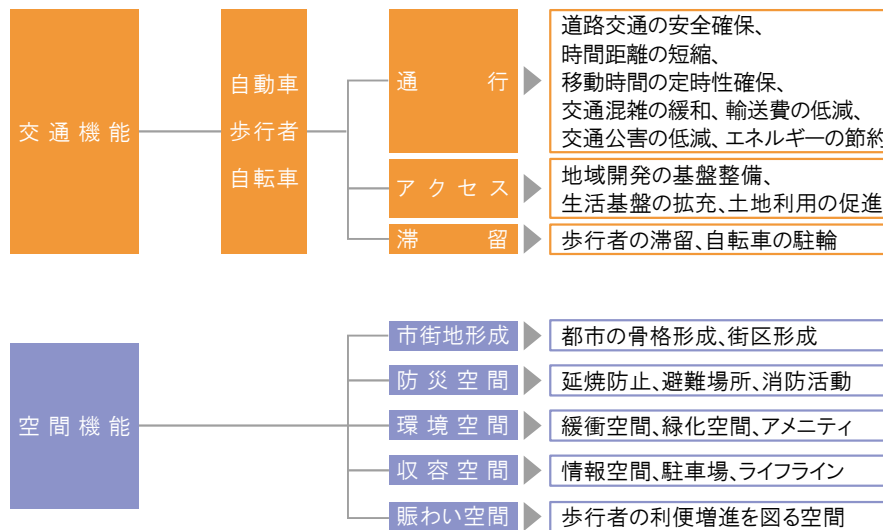 交通機能
自動車
歩行者
自転車
通行
道路交通の安全確保、
時間距離の短縮、
移動時間の定時性確保、
交通混雑の緩和、輸送費の低減、
交通公害の低減、エネルギーの節約
アクセス
地域開発の基盤整備、
生活基盤の拡充、土地利用の促進
滞留
歩行者の滞留、自転車の駐輪
空間機能
市街地形成
都市の骨格形成、街区形成
防災空間
延焼防止、避難場所、消防活動
環境空間
緩衝空間、緑化空間、アメニティ
収容空間
情報空間、駐車場、ライフライン
賑わい空間
歩行者の利便増進を図る空間